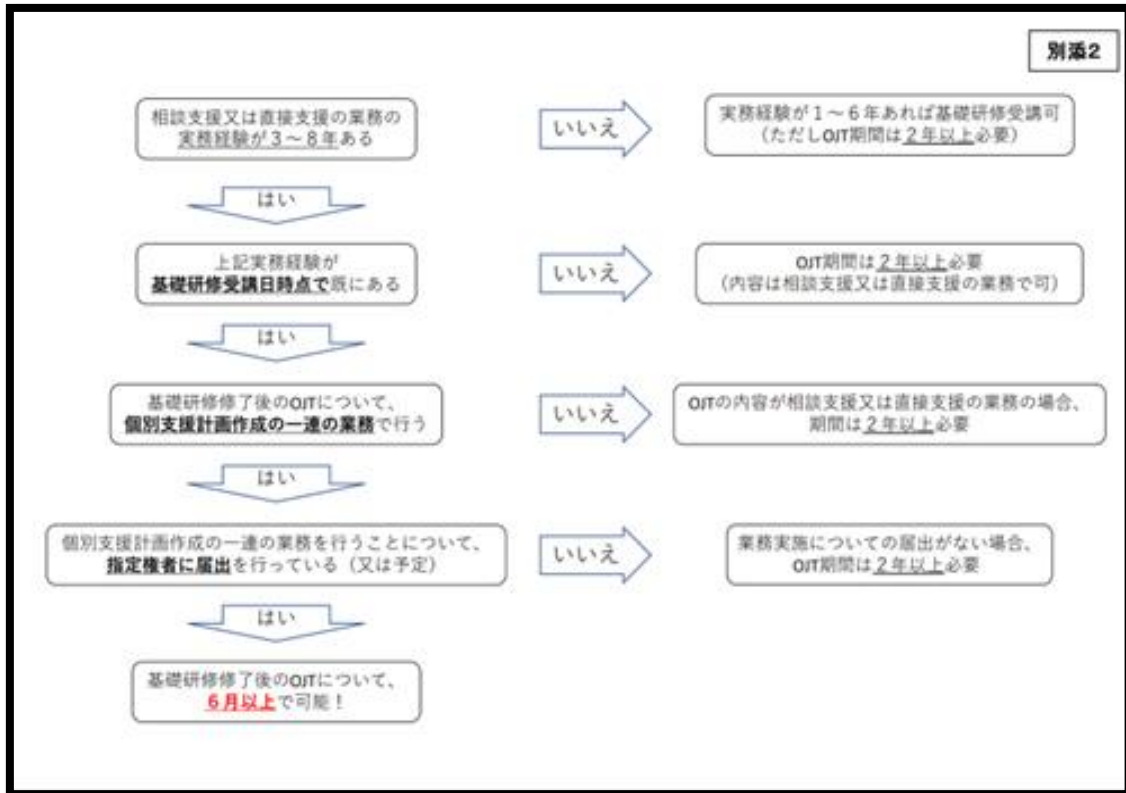 別添2
相談支援又は直接支援の業務の
実務経験が3～8年ある
いいえ
実務経験が1～6年あれば基礎研修受講可
(ただしOJT期間は2年以上必要)
はい
上記実務経験が
基礎研修受講日時点で既にある
いいえ
OJT期間は2年以上必要
(内容は相談支援又は直接支援の業務で可)
はい
基礎研修修了後のOJTについて、
個別支援計画作成の一連の業務で行う
いいえ
OJTの内容が相談支援又は直接支援の業務の場合、
期間は2年以上必要
はい
個別支援計画作成の一連の業務を行うことについて、
指定権者に届出を行っている（又は予定）
いいえ
業務実施についての届出がない場合、
OJT期間は2年以上必要
はい
基礎研修修了後のOJTについて、
6月以上で可能！